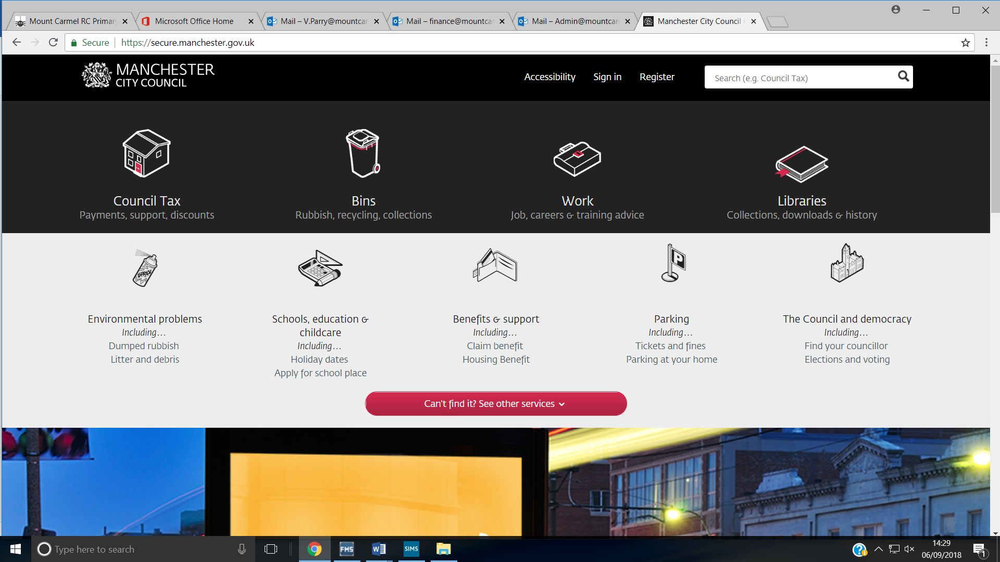 Mount Carmel RC Primar
Microsoft Office Home
Mail – V.Parry@mountcar
Mail – finance@mountcar
Mail – Admin@mountcar
Manchester City Council
Secure
https://secure.manchester.gov.uk
MANCHESTER
CITY COUNCIL
Accessibility
Sign in
Register
Search (e.g. Council Tax)
Council Tax
Payments, support, discounts
Bins
Rubbish, recycling, collections
Work
Job, careers & training advice
Libraries
Collections, downloads & history
Environmental problems
Including...
Dumped rubbish
Litter and debris
Schools, education &
childcare
Including...
Holiday dates
Apply for school place
Benefits & support
Including...
Claim benefit
Housing Benefit
P
Parking
Including...
Tickets and fines
Parking at your home
The Council and democracy
Including...
Find your councillor
Elections and voting
Can't find it? See other services
Type here to search
FMS
SIMS
14:29
06/09/2018
1